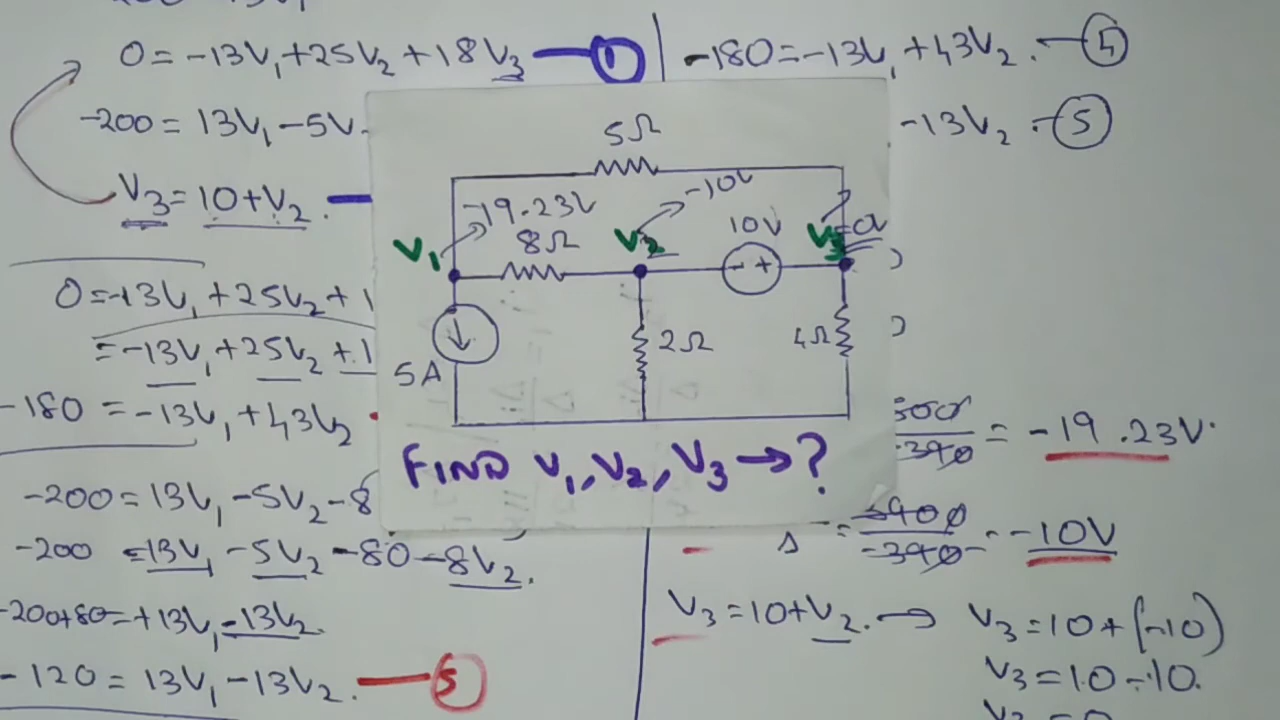 0 = -13V₁ + 25V₂ + 18V₃ — ①
-200 = 13V₁ - 5V
V₃ = 10 + V₂.
0 = -13V₁ + 25V₂ + 1
= -13V₁ + 25V₂ + 1
-180 = -13V₁ + 43V₂
-200 = 13V₁ - 5V₂ - 8
-200 = 13V₁ - 5V₂ - 80 - 8V₂.
-200+80 = +13V₁ - 13V₂.
-120 = 13V₁ - 13V₂. — ⑤
5Ω
-19.23V
-10V
V₁
8Ω
V₂
10V
V₃
=0V
- +
5A
2Ω
4Ω
FIND V₁, V₂, V₃ → ?
-180 = -13V₁ + 43V₂. — ④
-13V₂. — ⑤
= -19.23V.
Δ = 3900/-390 = -10V
V₃ = 10 + V₂. → V₃ = 10 + (-10)
V₃ = 10 - 10.